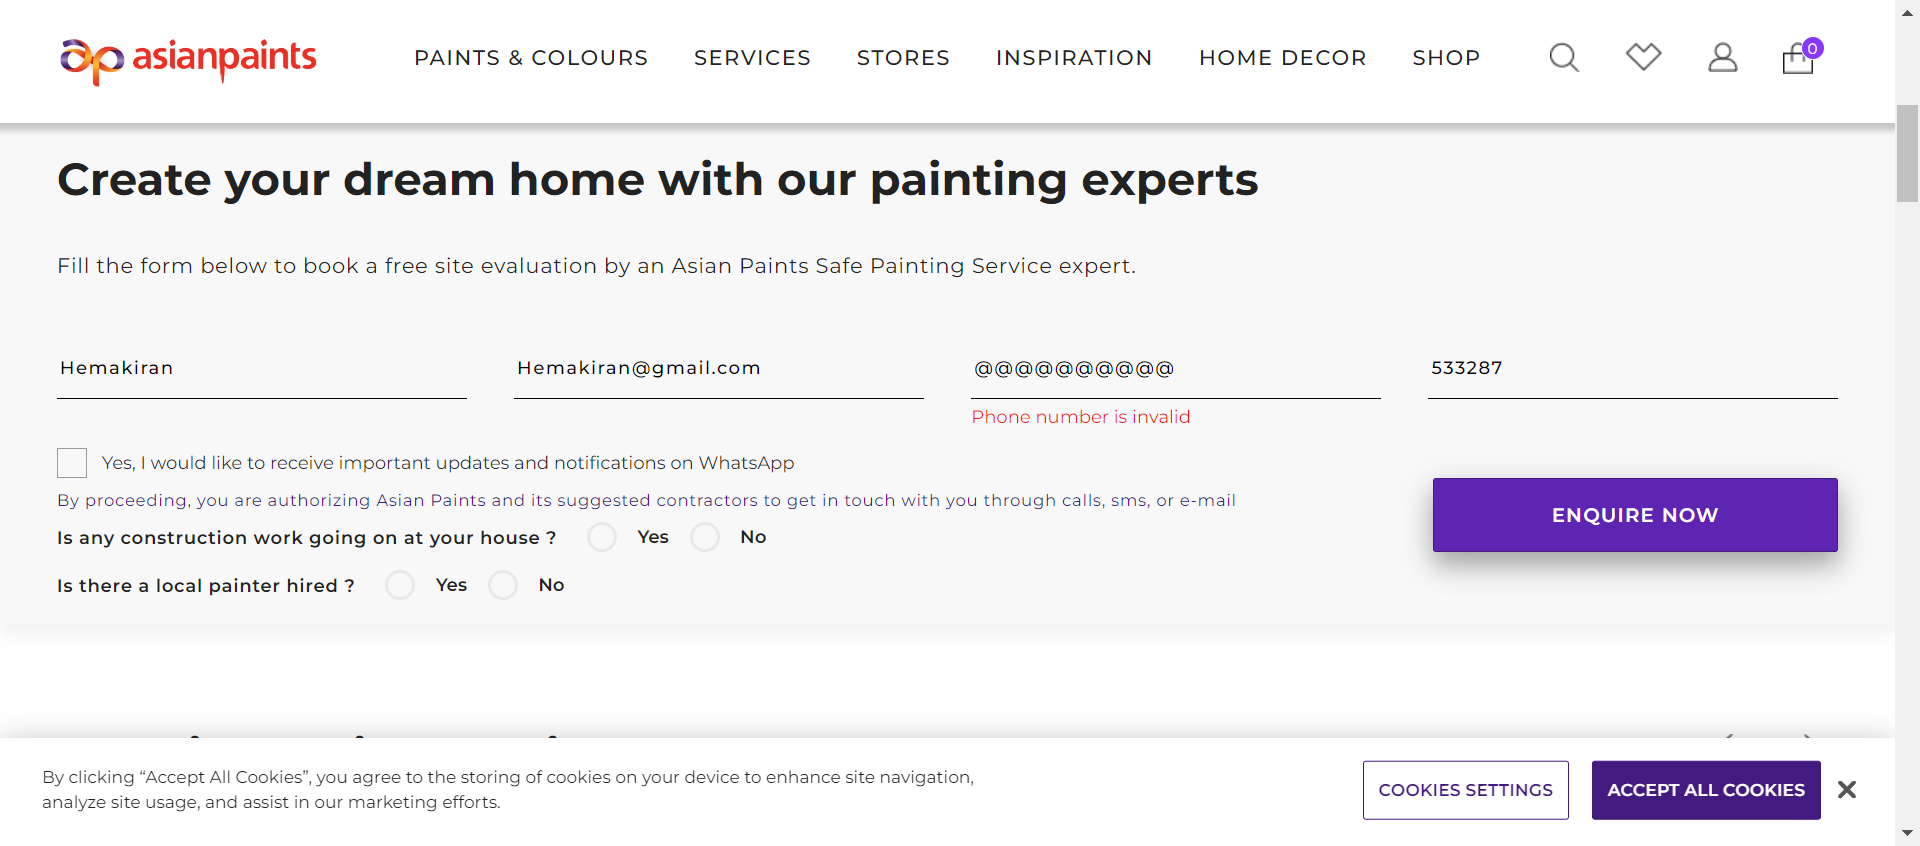 asianpaints
PAINTS & COLOURS SERVICES STORES INSPIRATION HOME DECOR SHOP 0
Create your dream home with our painting experts
Fill the form below to book a free site evaluation by an Asian Paints Safe Painting Service expert.
Hemakiran Hemakiran@gmail.com @@@@@@@@@@ 533287
Phone number is invalid
Yes, I would like to receive important updates and notifications on WhatsApp
By proceeding, you are authorizing Asian Paints and its suggested contractors to get in touch with you through calls, sms, or e-mail
Is any construction work going on at your house ? Yes No
ENQUIRE NOW
Is there a local painter hired ? Yes No
By clicking “Accept All Cookies”, you agree to the storing of cookies on your device to enhance site navigation,
analyze site usage, and assist in our marketing efforts.
COOKIES SETTINGS ACCEPT ALL COOKIES